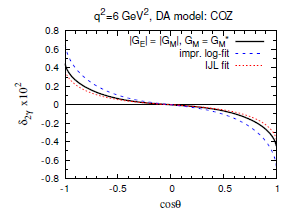 q²=6 GeV², DA model: COZ
|G_E| = |G_M|, G_M = G_M*
impr. log-fit
IJL fit
0.8
0.6
0.4
0.2
0
-0.2
-0.4
-0.6
-0.8
δ_2γ x10²
-1 -0.5 0 0.5 1
cosθ